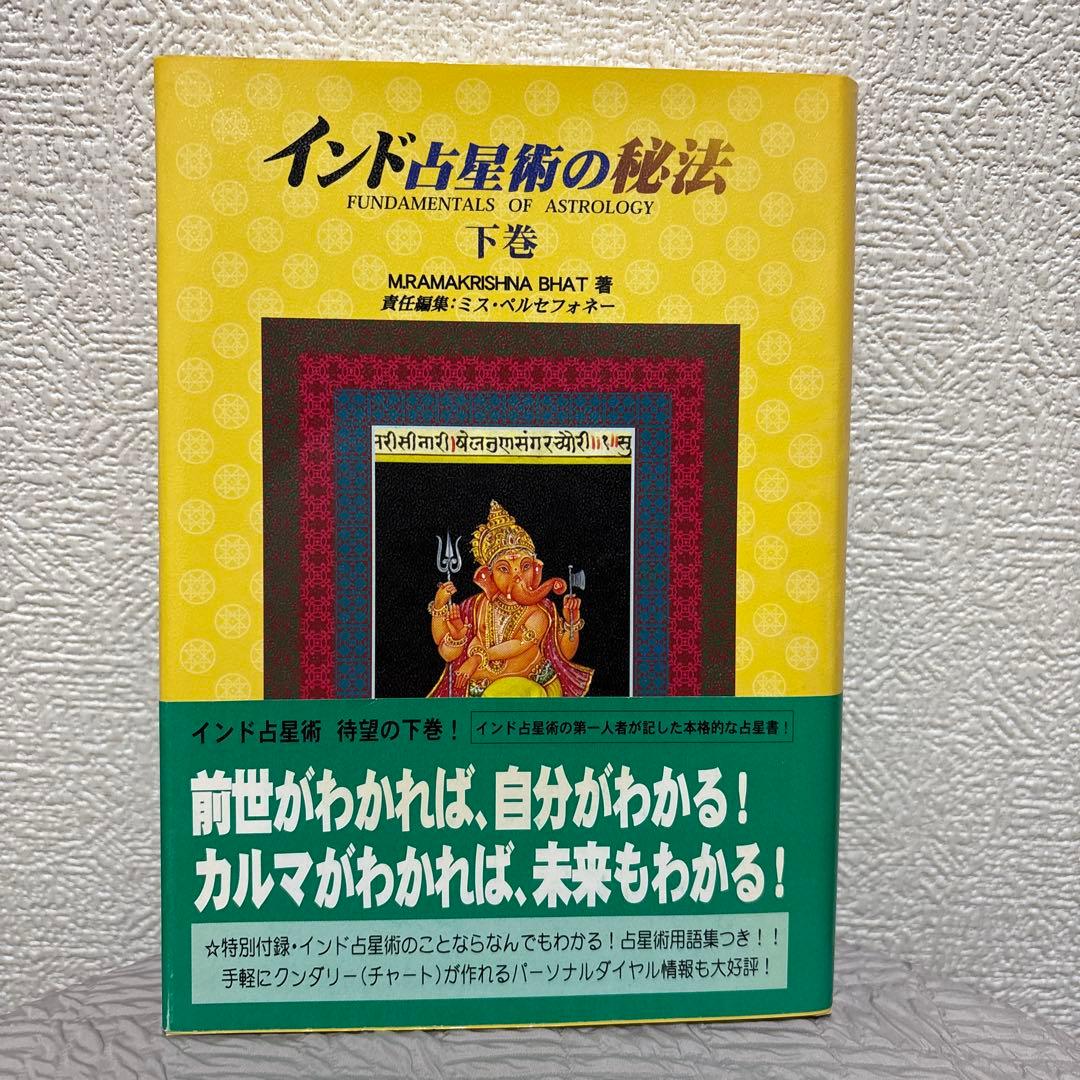 インド占星術の秘法
FUNDAMENTALS OF ASTROLOGY
下巻
M.RAMAKRISHNA BHAT 著
責任編集:ミス・ペルセフォネー
インド占星術 待望の下巻!
インド占星術の第一人者が記した本格的な占星書!
前世がわかれば、自分がわかる!
カルマがわかれば、未来もわかる!
☆特別付録・インド占星術のことならなんでもわかる!占星術用語集つき!!
手軽にクンダリー(チャート)が作れるパーソナルダイヤル情報も大好評!